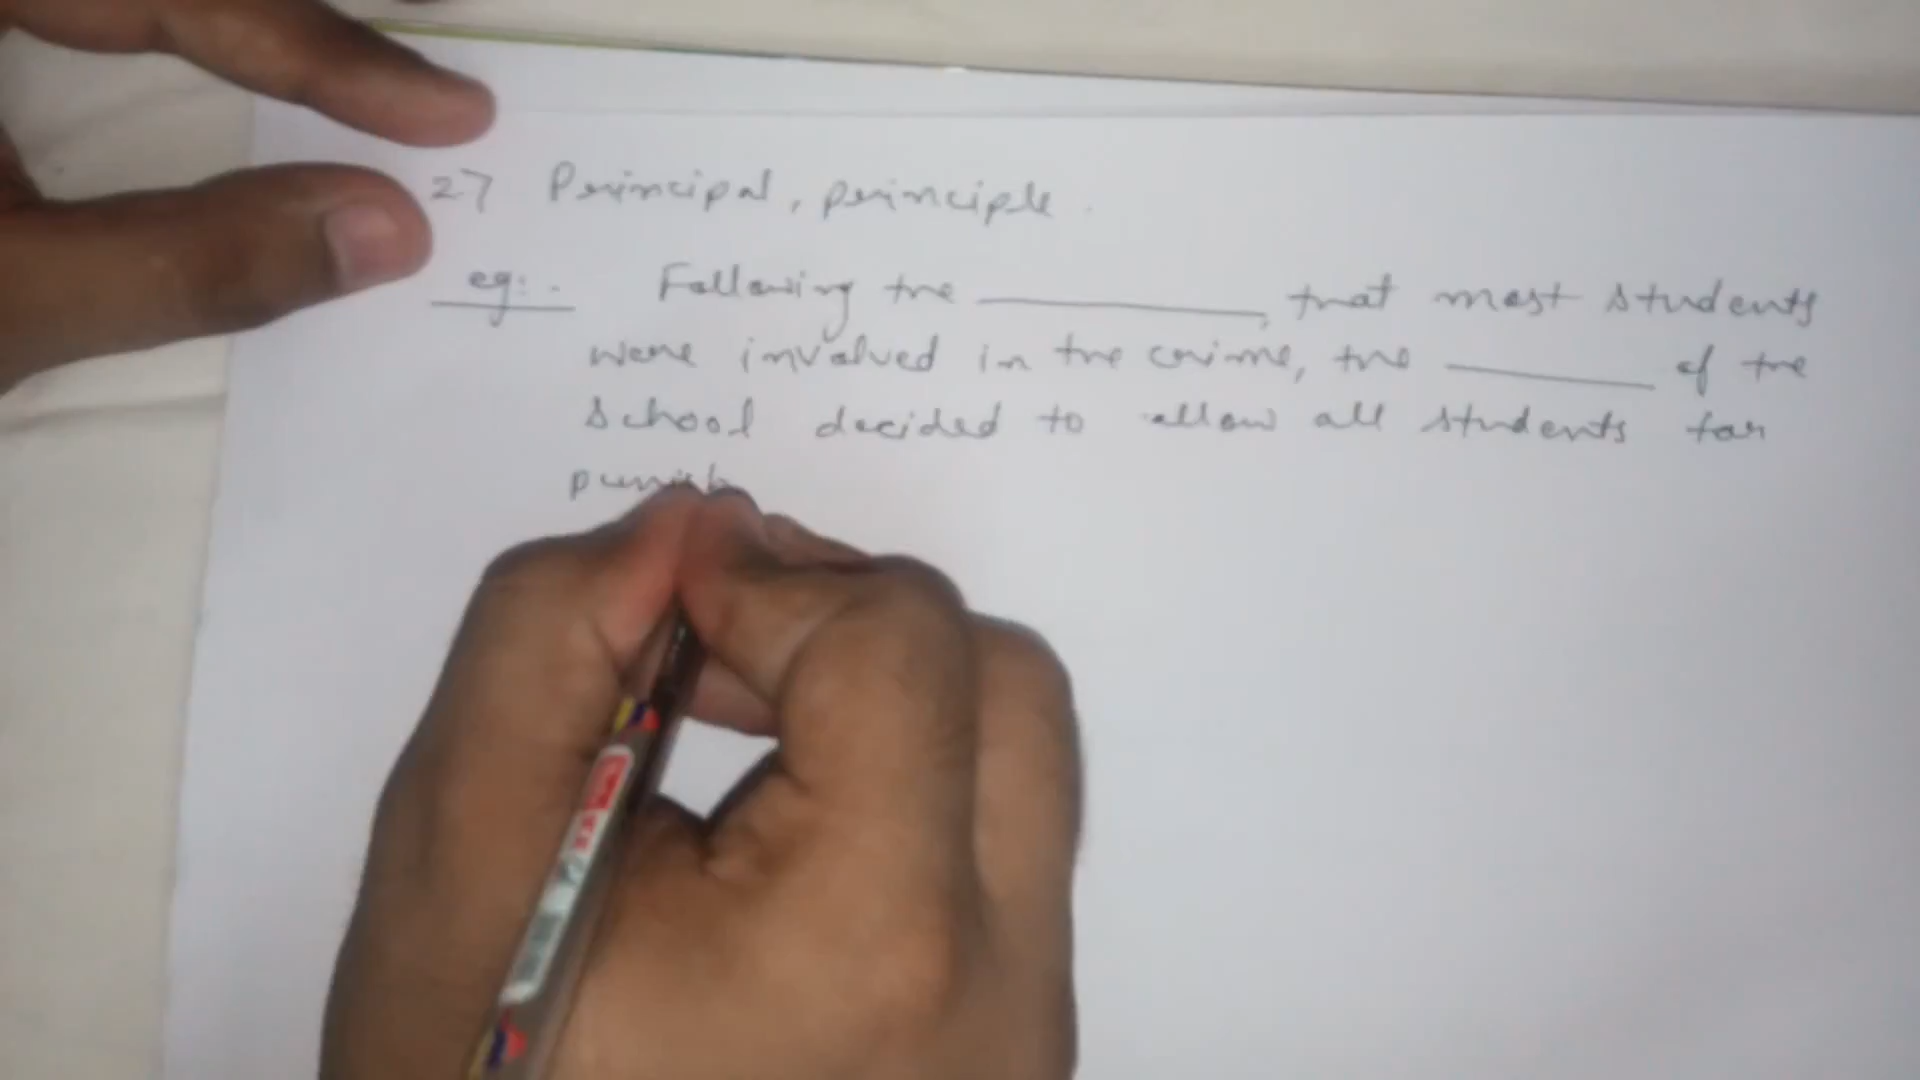 27 Principal, principle.
eg:- Following the ________, that most students
were involved in the crime, the ________ of the
school decided to allow all students for
punish